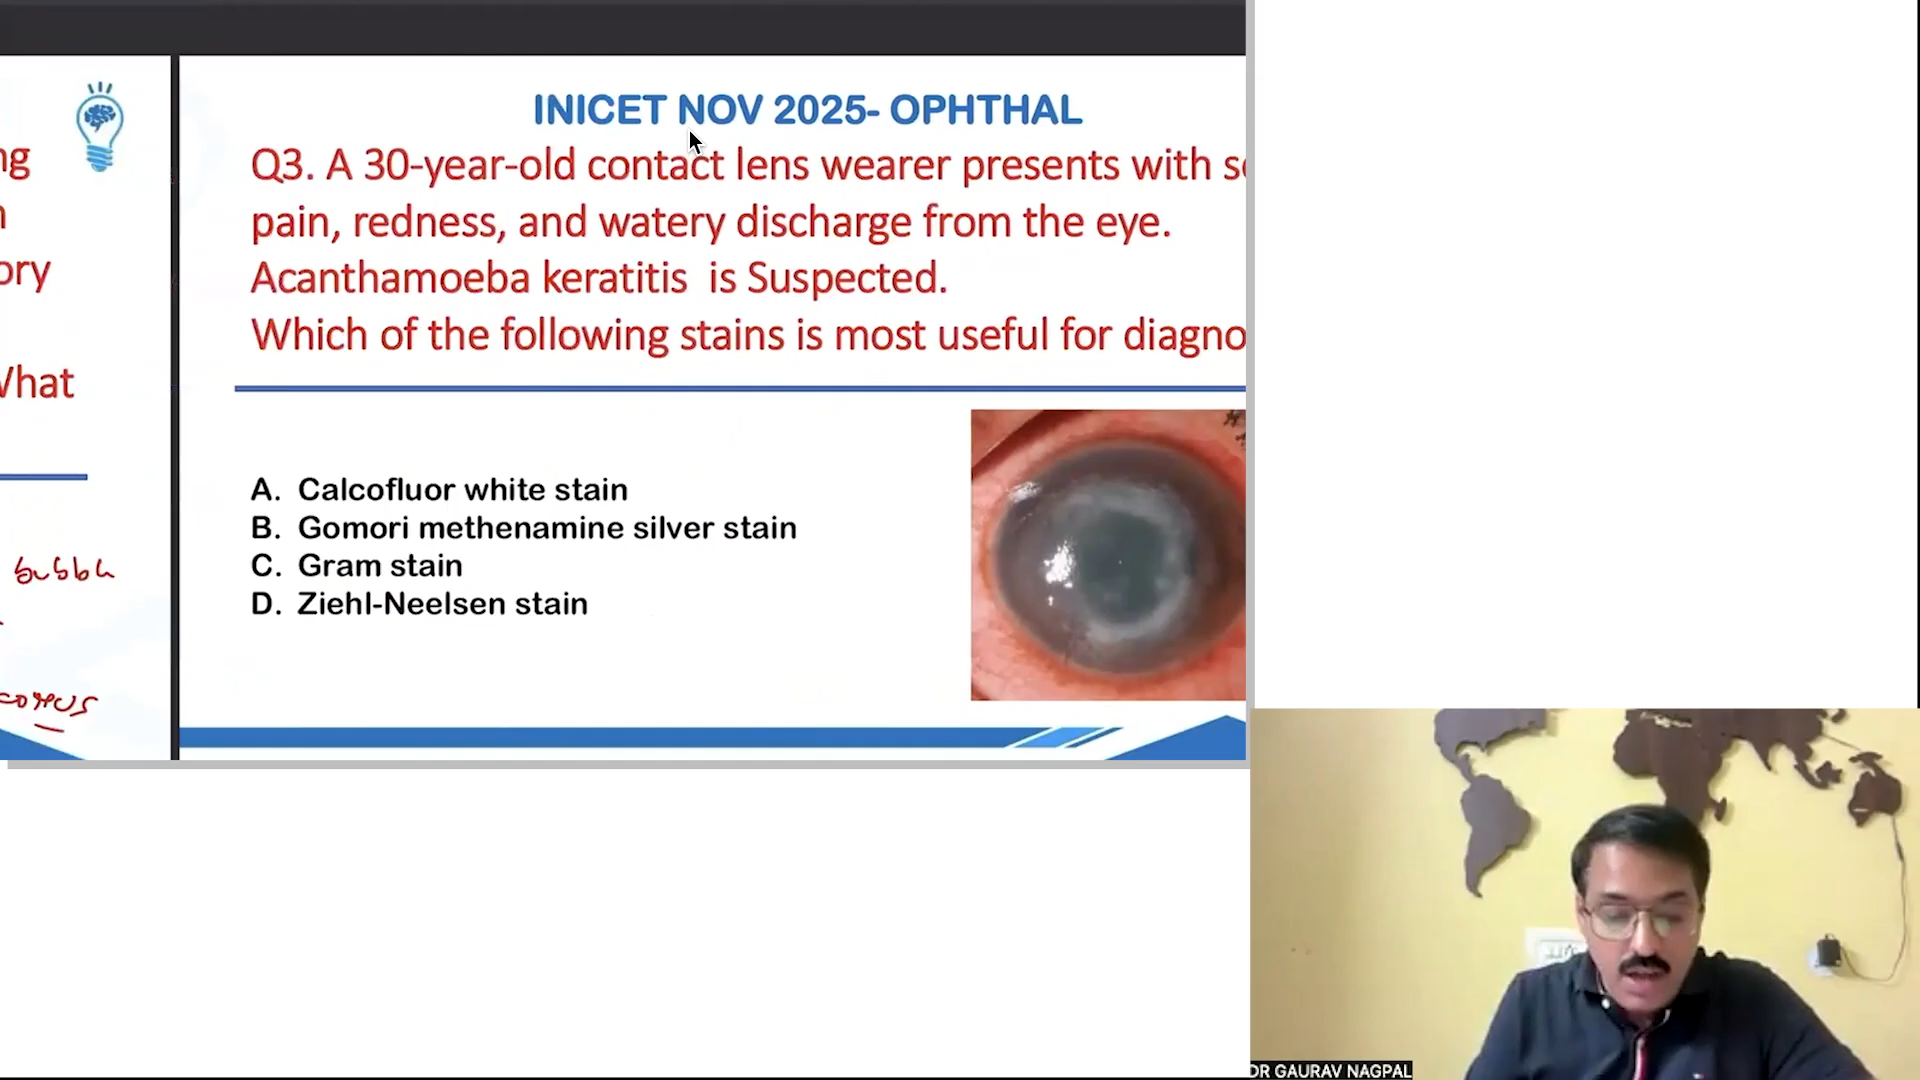 ng
ory
What
bubble
corpus
INICET NOV 2025- OPHTHAL
Q3. A 30-year-old contact lens wearer presents with
pain, redness, and watery discharge from the eye.
Acanthamoeba keratitis is Suspected.
Which of the following stains is most useful for diagno
A. Calcofluor white stain
B. Gomori methenamine silver stain
C. Gram stain
D. Ziehl-Neelsen stain
DR GAURAV NAGPAL